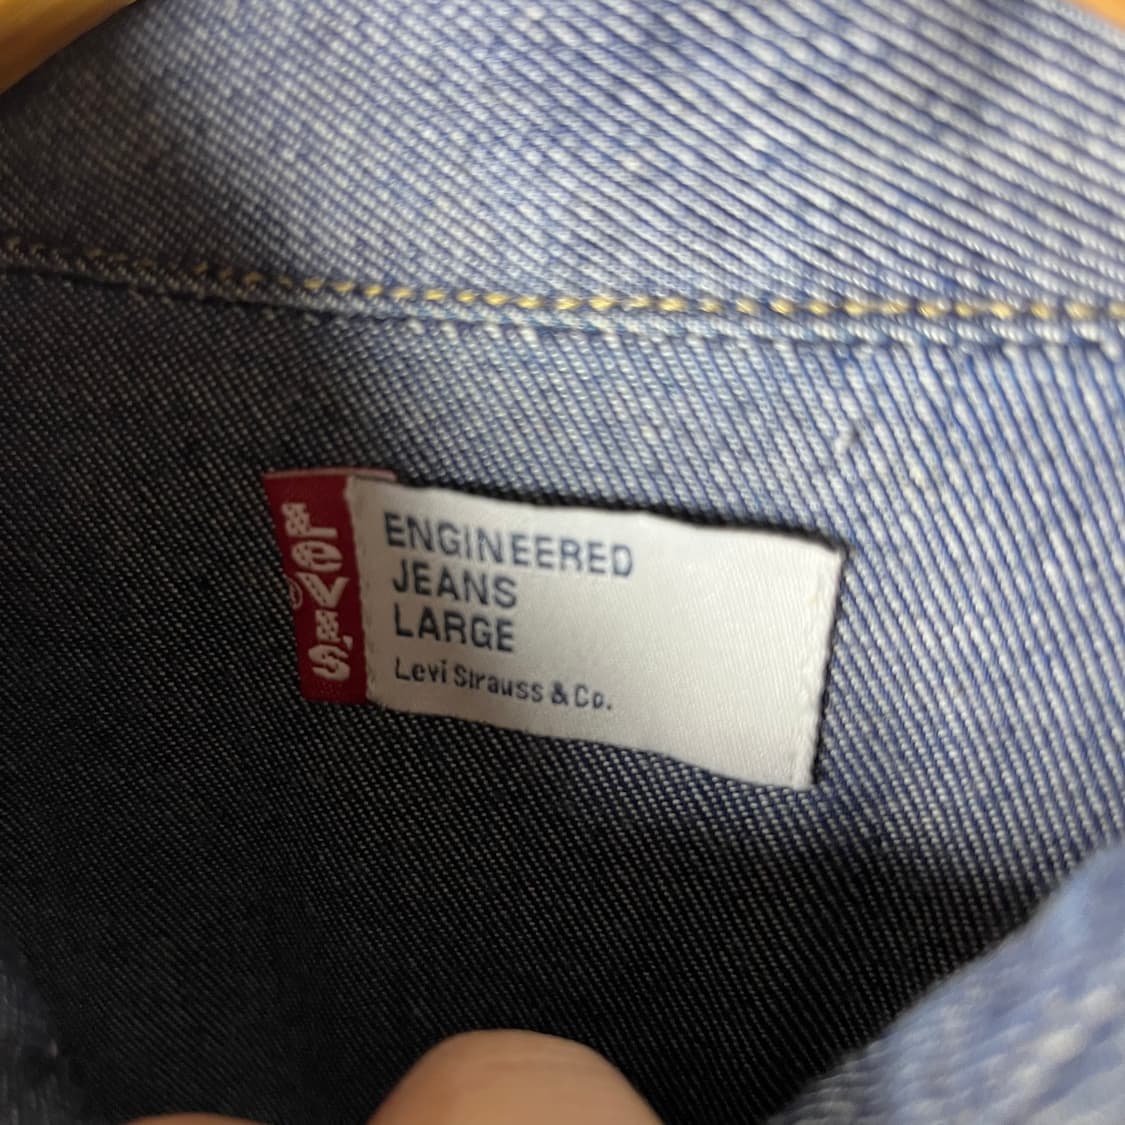 LEVI'S
®
ENGINEERED
JEANS
LARGE
Levi Strauss & Co.